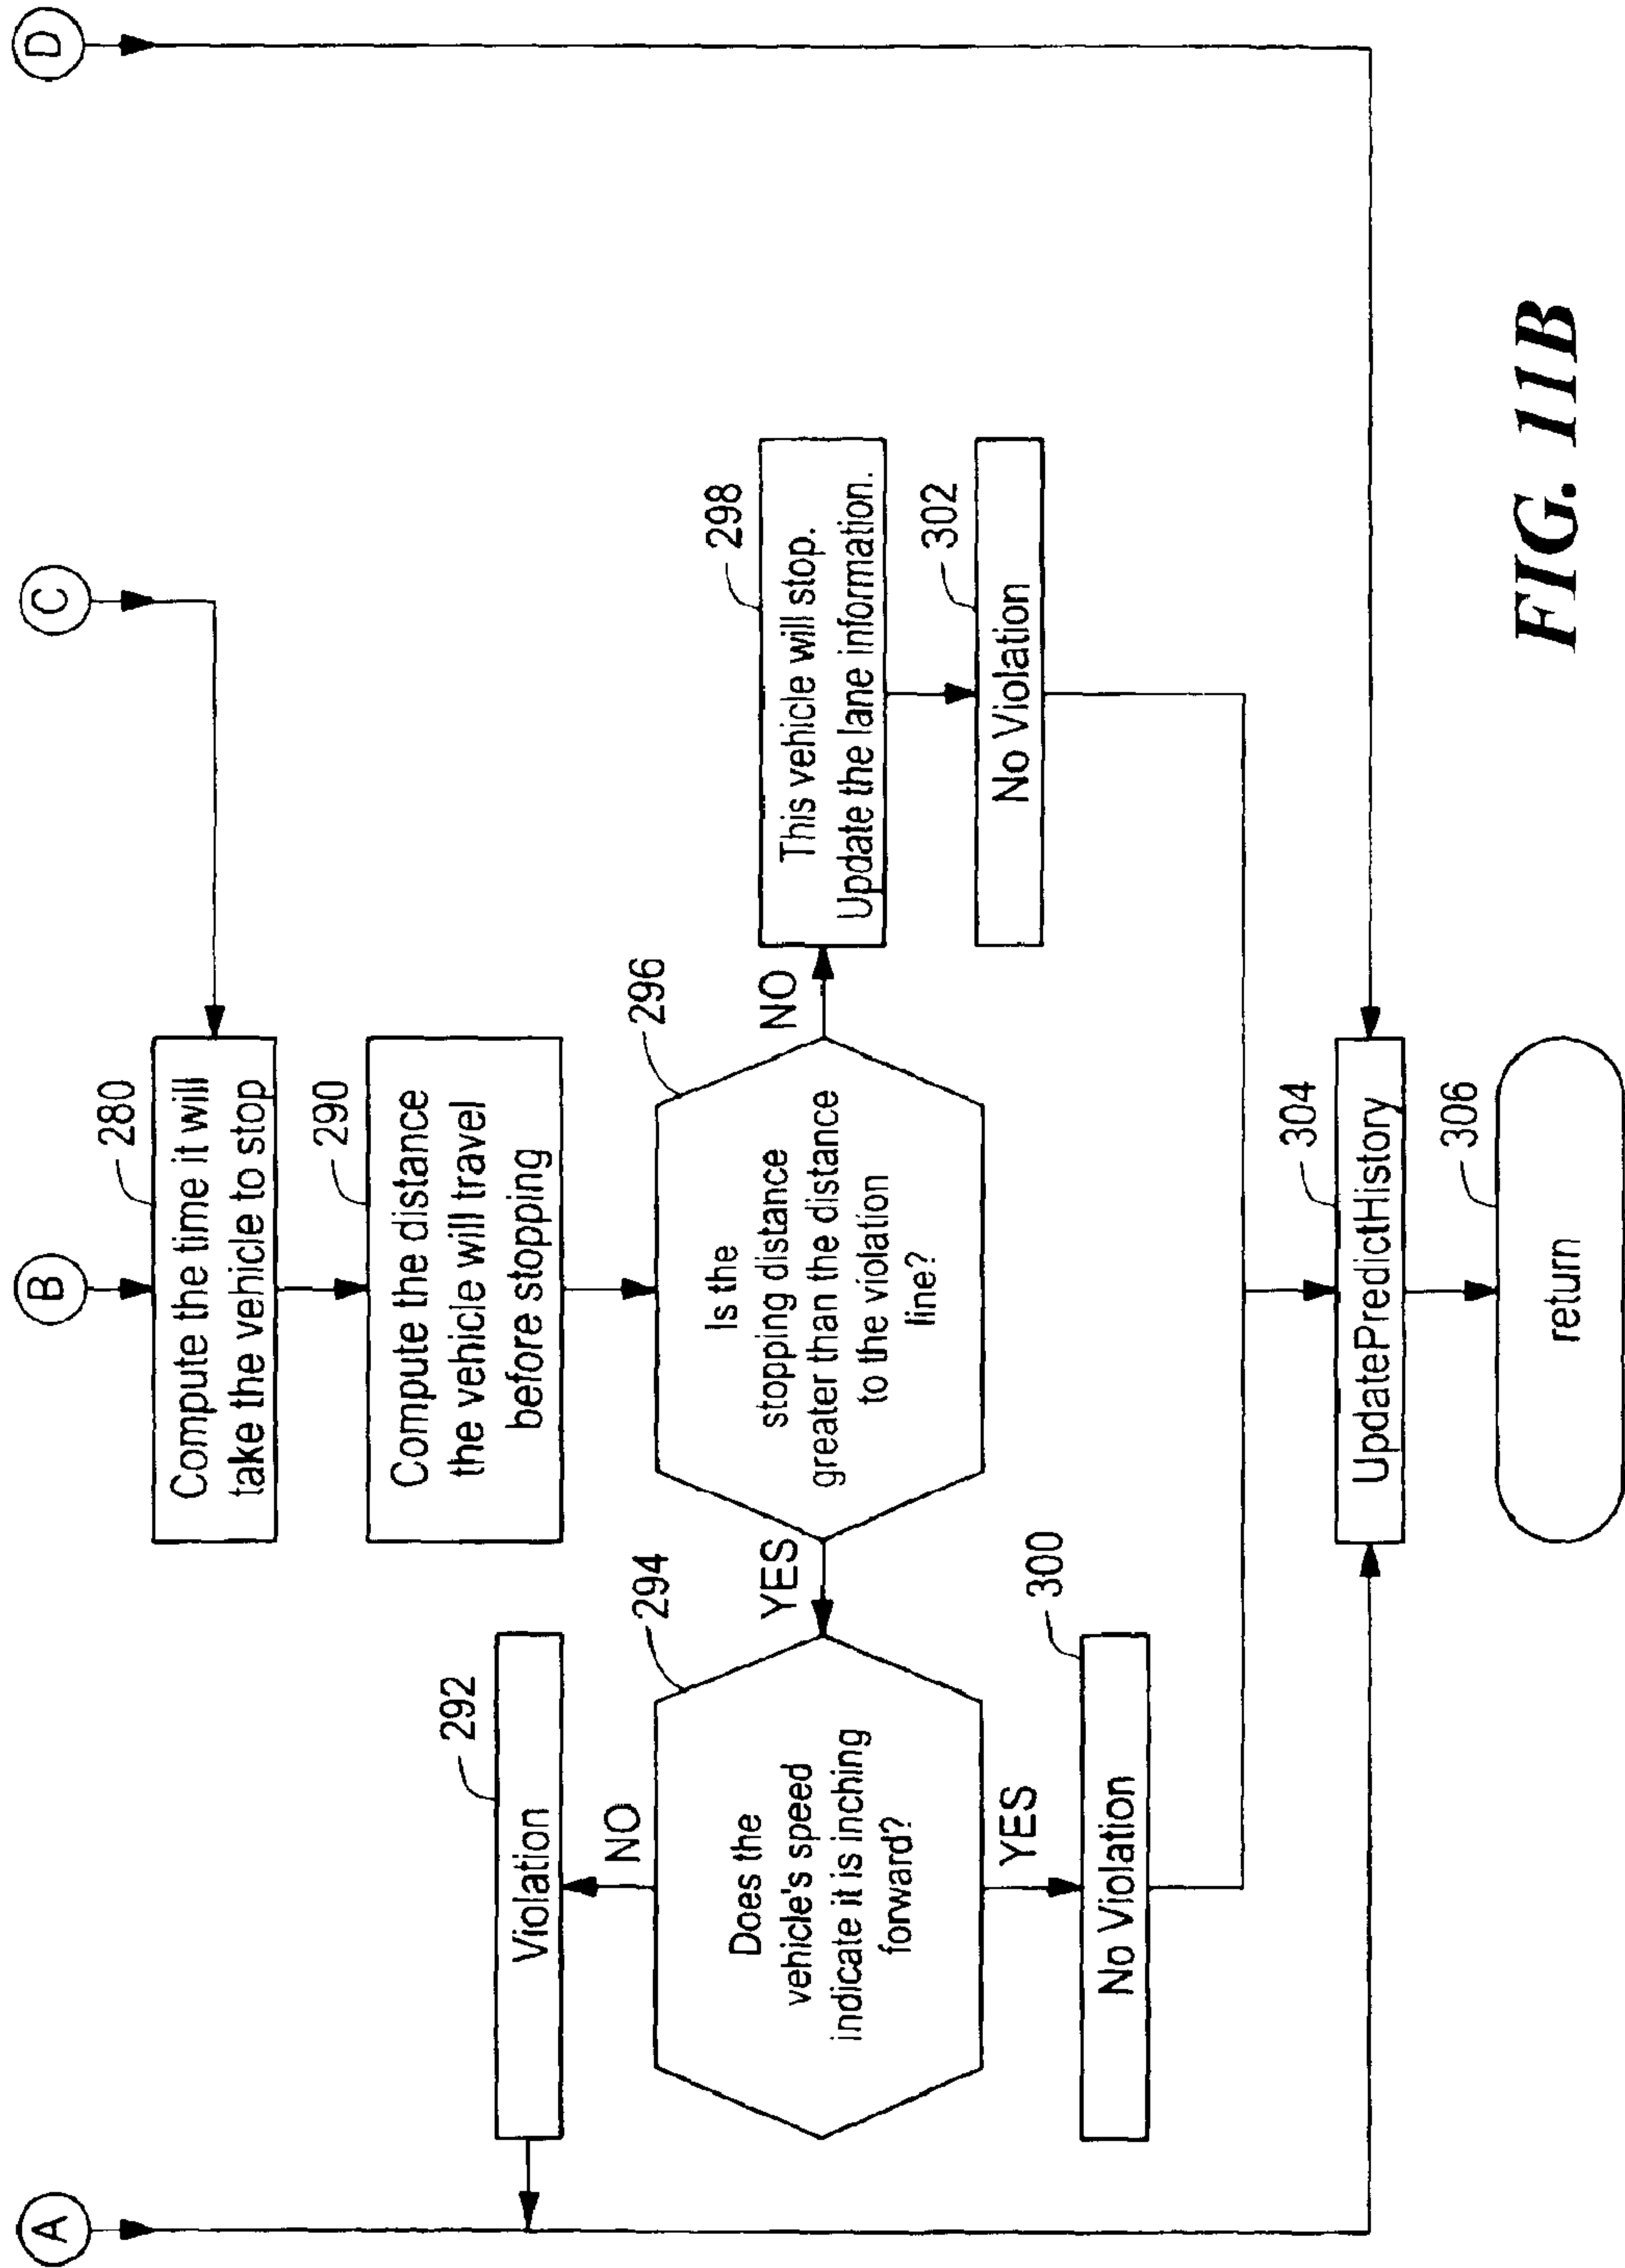 A
B
C
D
280
Compute the time it will
take the vehicle to stop
290
Compute the distance
the vehicle will travel
before stopping
292
Violation
NO
294
Does the
vehicle's speed
indicate it is inching
forward?
YES
296
Is the
stopping distance
greater than the distance
to the violation
line?
NO
298
This vehicle will stop.
Update the lane information.
YES
300
No Violation
302
No Violation
304
UpdatePredictHistory
306
return
FIG. 11B